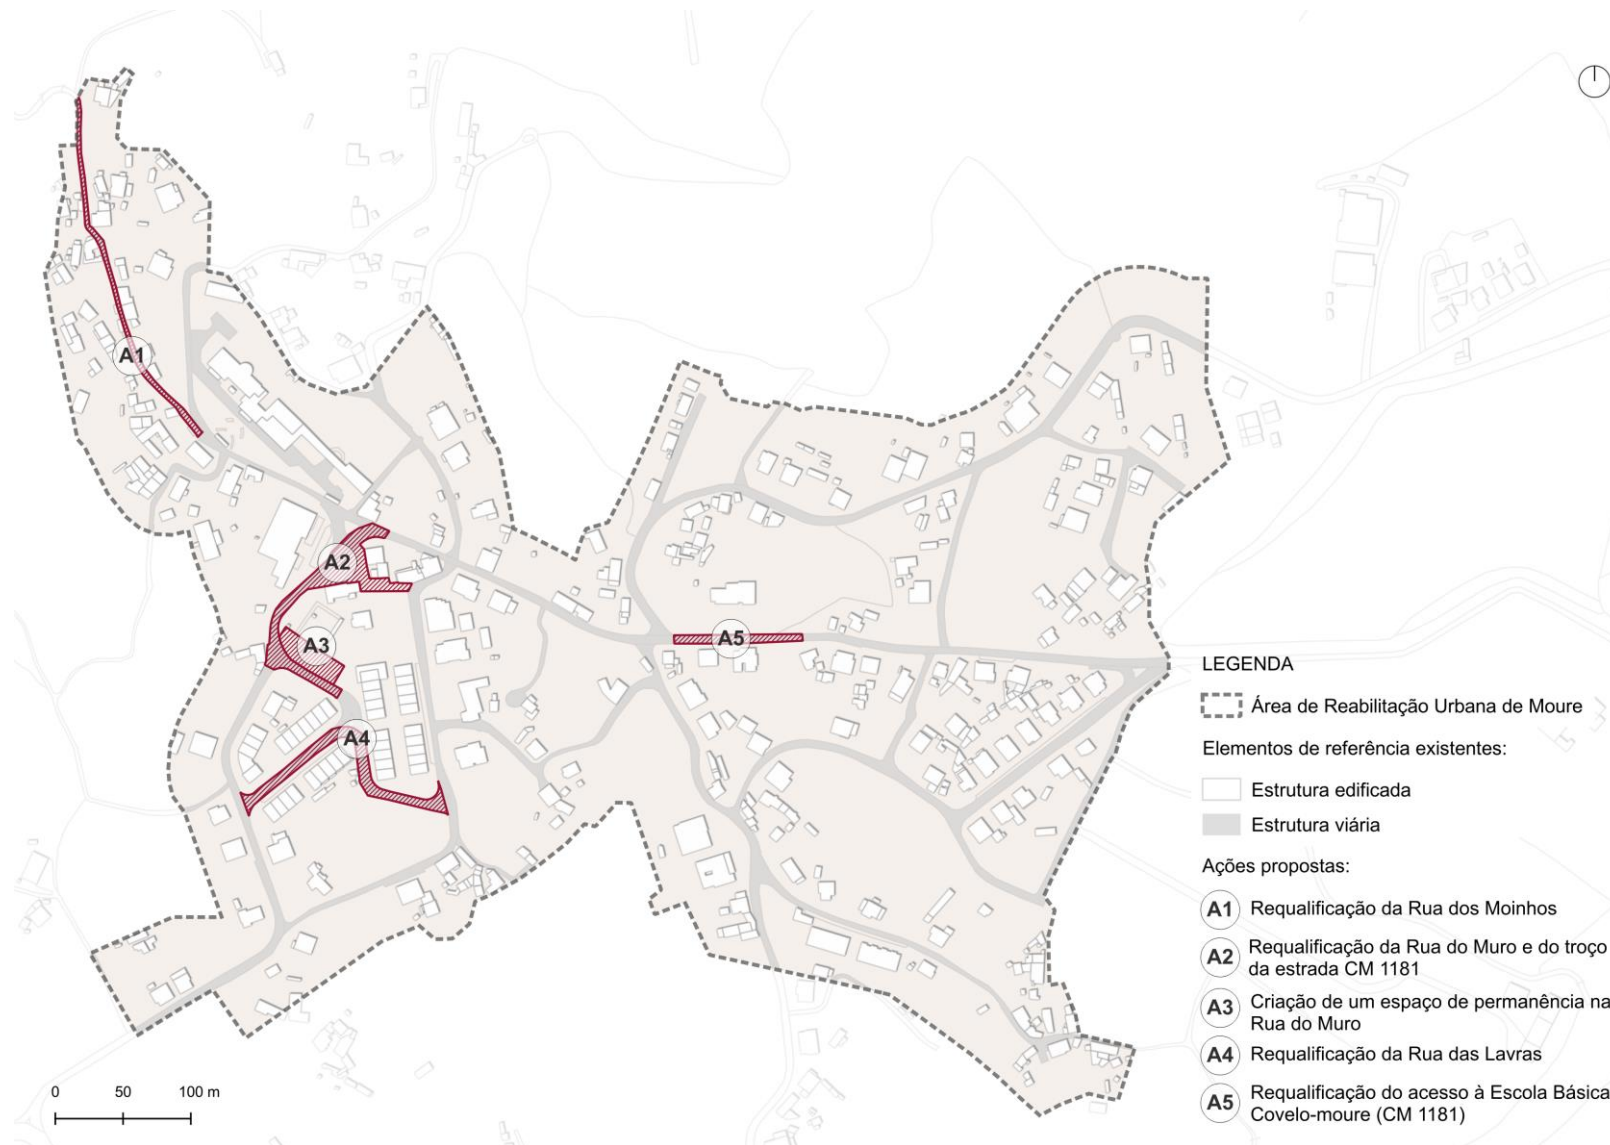 A1
A2
A3
A4
A5
LEGENDA
Área de Reabilitação Urbana de Moure
Elementos de referência existentes:
Estrutura edificada
Estrutura viária
Ações propostas:
A1 Requalificação da Rua dos Moinhos
A2 Requalificação da Rua do Muro e do troço
da estrada CM 1181
A3 Criação de um espaço de permanência na
Rua do Muro
A4 Requalificação da Rua das Lavras
A5 Requalificação do acesso à Escola Básica
Covelo-moure (CM 1181)
0 50 100 m